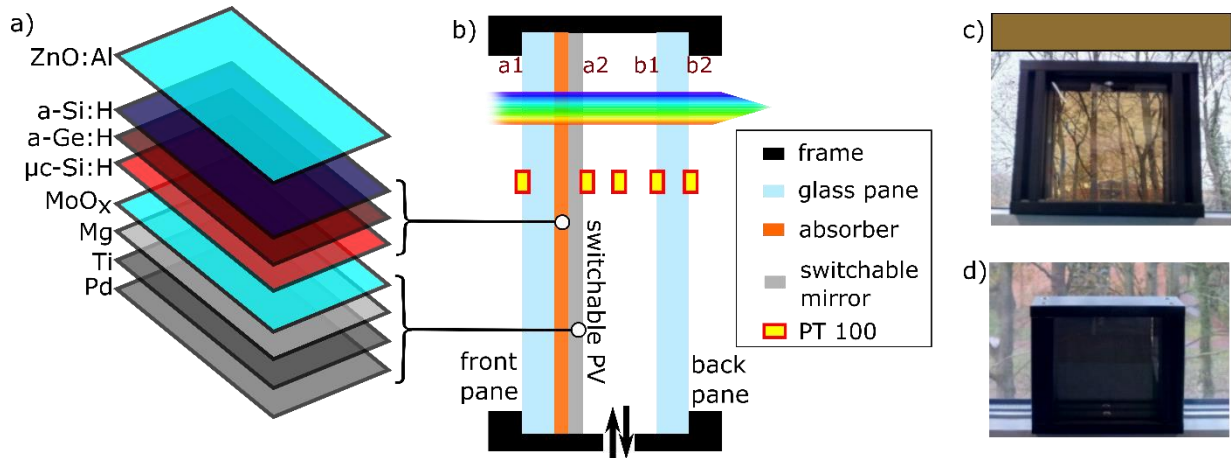 a)
ZnO:Al
a-Si:H
a-Ge:H
µc-Si:H
MoOx
Mg
Ti
Pd
b)
a1
a2
b1
b2
switchable PV
front
pane
back
pane
frame
glass pane
absorber
switchable
mirror
PT 100
c)
d)